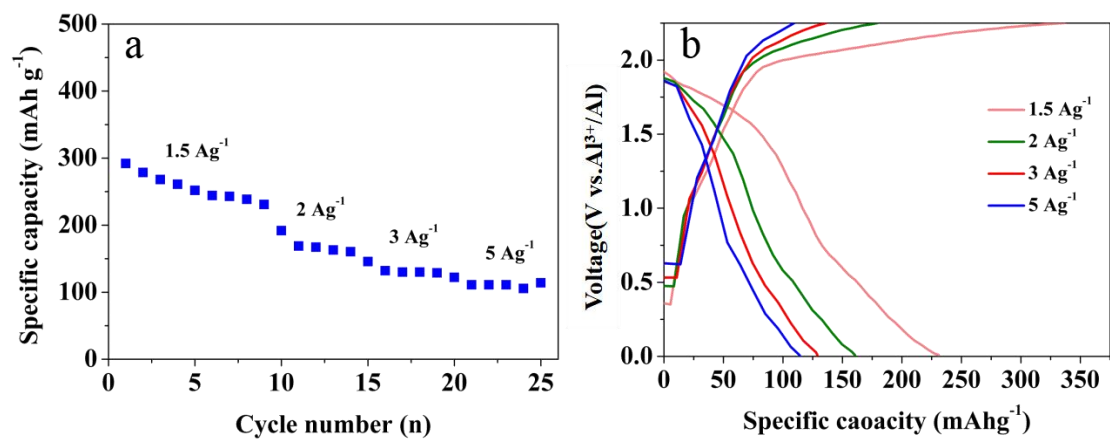 a
Specific capacity (mAh g⁻¹)
500
400
300
200
100
0
1.5 Ag⁻¹
2 Ag⁻¹
3 Ag⁻¹
5 Ag⁻¹
0 5 10 15 20 25
Cycle number (n)
b
Voltage(V vs.Al³⁺/Al)
2.0
1.5
1.0
0.5
0.0
1.5 Ag⁻¹
2 Ag⁻¹
3 Ag⁻¹
5 Ag⁻¹
0 50 100 150 200 250 300 350
Specific caoacity (mAhg⁻¹)